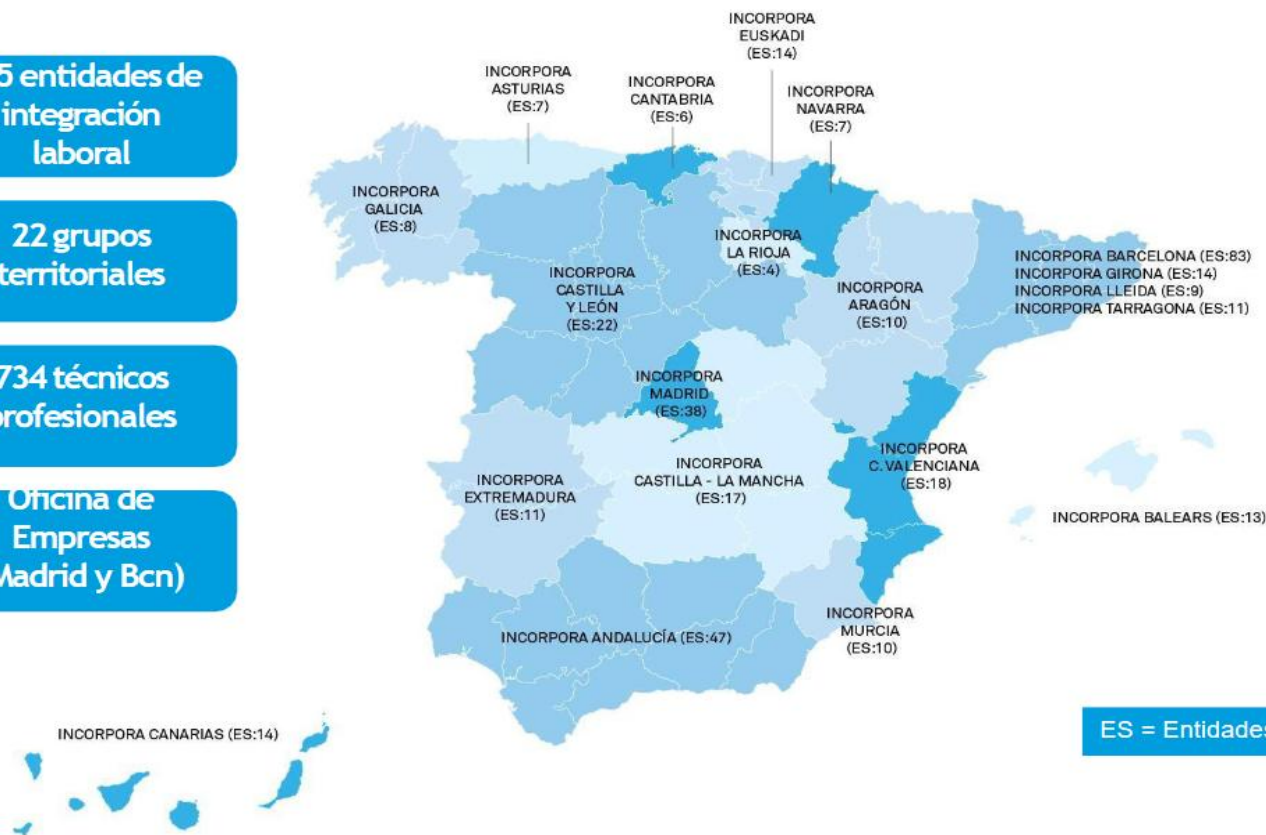 5 entidades de
integración
laboral
22 grupos
territoriales
734 técnicos
profesionales
Oficina de
Empresas
Madrid y Bcn)
INCORPORA
EUSKADI
(ES:14)
INCORPORA
ASTURIAS
(ES:7)
INCORPORA
CANTABRIA
(ES:6)
INCORPORA
NAVARRA
(ES:7)
INCORPORA
GALICIA
(ES:8)
INCORPORA
LA RIOJA
(ES:4)
INCORPORA
CASTILLA
Y LEÓN
(ES:22)
INCORPORA
ARAGÓN
(ES:10)
INCORPORA BARCELONA (ES:83)
INCORPORA GIRONA (ES:14)
INCORPORA LLEIDA (ES:9)
INCORPORA TARRAGONA (ES:11)
INCORPORA
MADRID
(ES:38)
INCORPORA
C. VALENCIANA
(ES:18)
INCORPORA
EXTREMADURA
(ES:11)
INCORPORA
CASTILLA - LA MANCHA
(ES:17)
INCORPORA BALEARS (ES:13)
INCORPORA ANDALUCÍA (ES:47)
INCORPORA
MURCIA
(ES:10)
INCORPORA CANARIAS (ES:14)
ES = Entidades